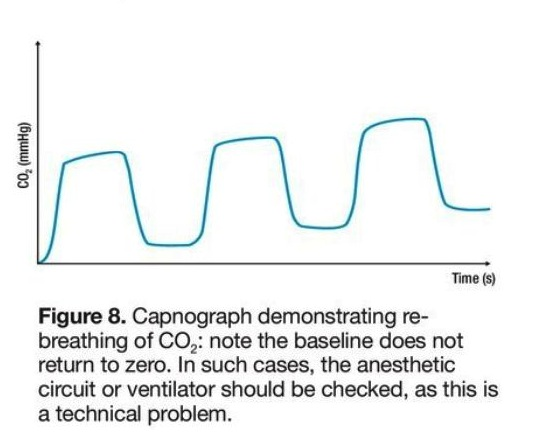 CO₂ (mmHg)
Time (s)
Figure 8. Capnograph demonstrating re-
breathing of CO₂: note the baseline does not
return to zero. In such cases, the anesthetic
circuit or ventilator should be checked, as this is
a technical problem.